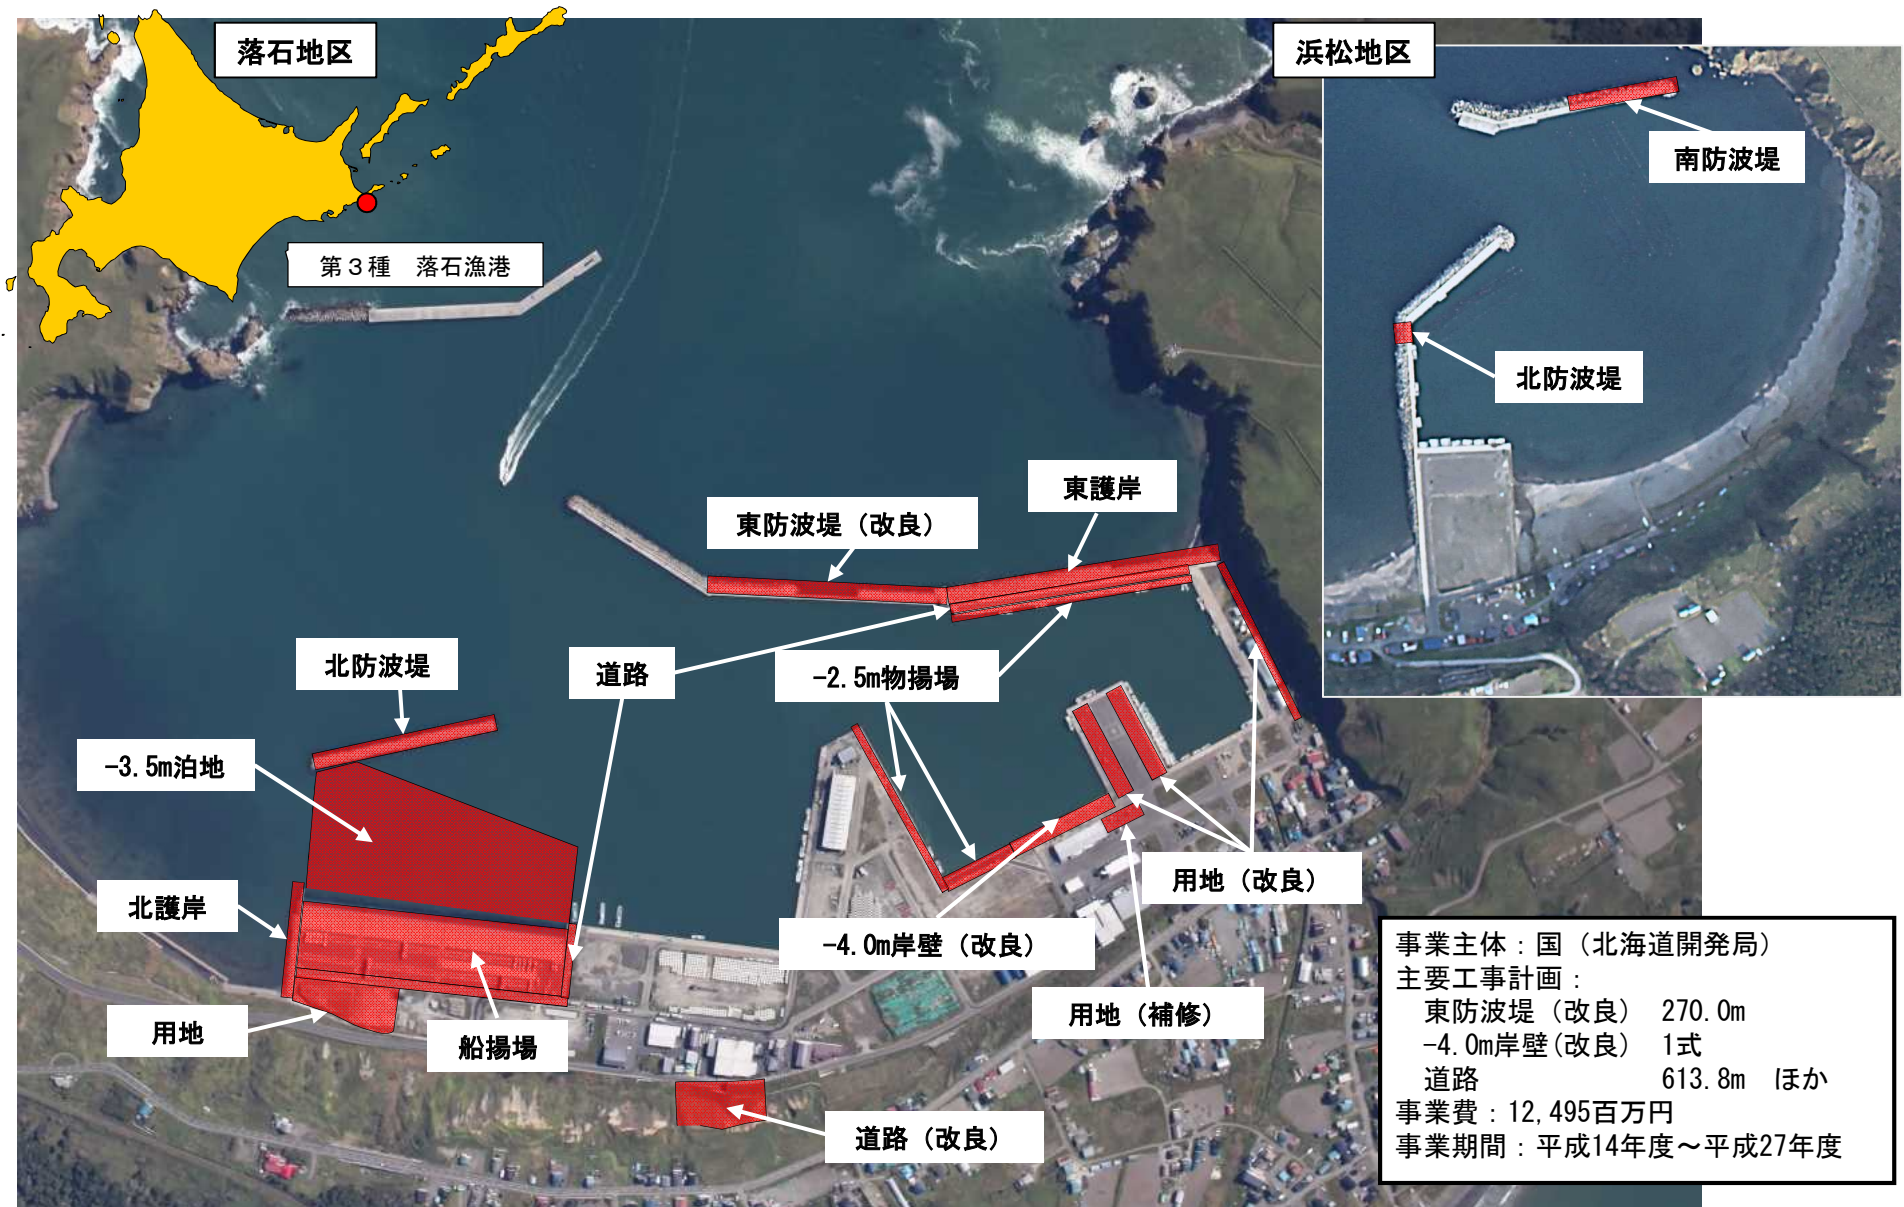 落石地区
浜松地区
南防波堤
第３種　落石漁港
北防波堤
東護岸
東防波堤（改良）
北防波堤
道路
-2.5m物揚場
-3.5m泊地
用地（改良）
北護岸
-4.0m岸壁（改良）
用地（補修）
用地
船揚場
道路（改良）
事業主体：国（北海道開発局）
主要工事計画：
東防波堤（改良）　270.0m
-4.0m岸壁(改良）　1式
道路　613.8m　ほか
事業費：12,495百万円
事業期間：平成14年度～平成27年度